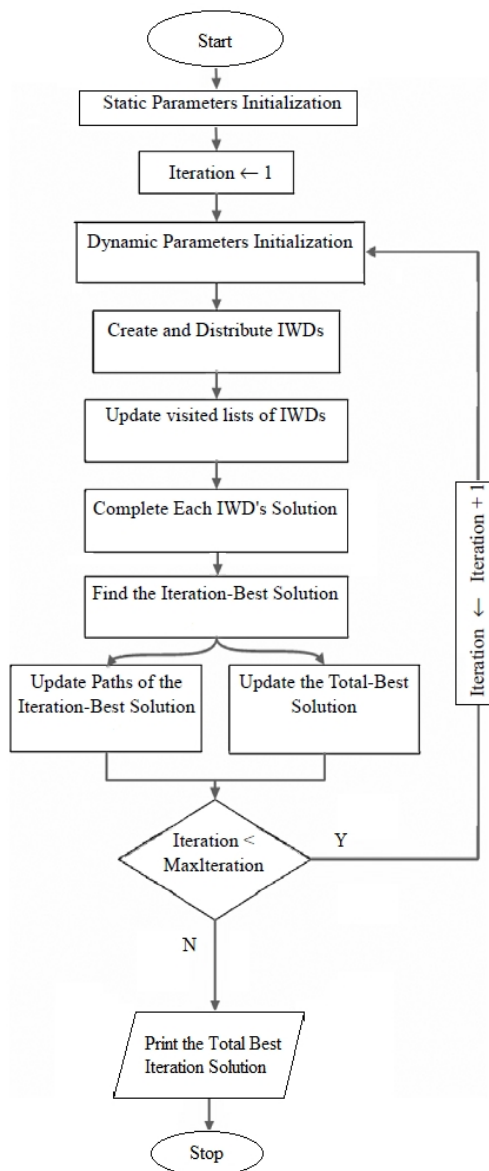 Start
Static Parameters Initialization
Iteration ← 1
Dynamic Parameters Initialization
Create and Distribute IWDs
Update visited lists of IWDs
Complete Each IWD's Solution
Find the Iteration-Best Solution
Update Paths of the
Iteration-Best Solution
Update the Total-Best
Solution
Iteration <
MaxIteration
Y
Iteration ← Iteration + 1
N
Print the Total Best
Iteration Solution
Stop